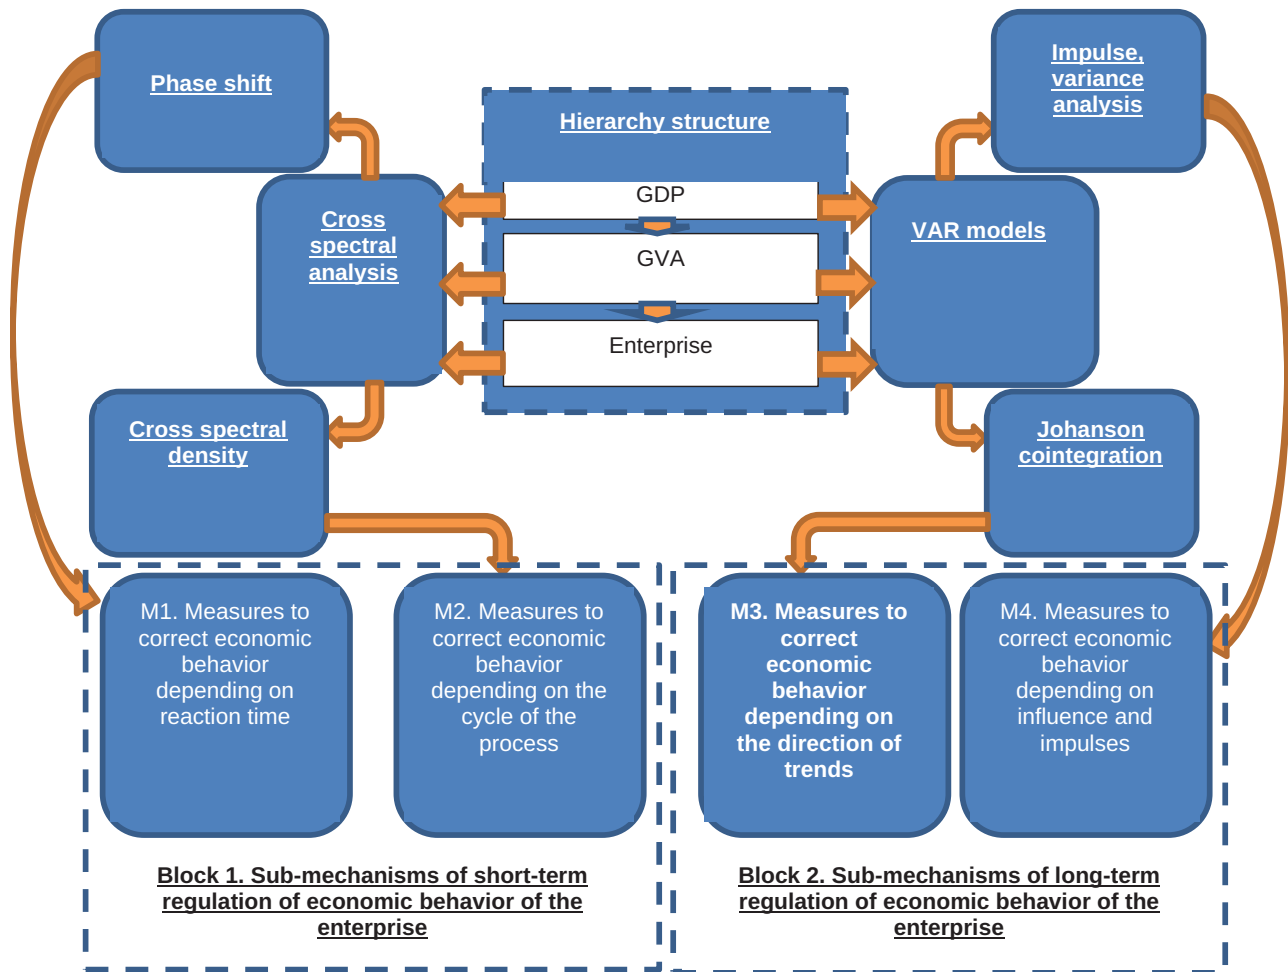 Phase shift
Impulse,
variance
analysis
Hierarchy structure
GDP
GVA
Enterprise
Cross
spectral
analysis
VAR models
Cross spectral
density
Johanson
cointegration
M1. Measures to
correct economic
behavior
depending on
reaction time
M2. Measures to
correct economic
behavior
depending on the
cycle of the
process
M3. Measures to
correct
economic
behavior
depending on
the direction of
trends
M4. Measures to
correct economic
behavior
depending on
influence and
impulses
Block 1. Sub-mechanisms of short-term
regulation of economic behavior of the
enterprise
Block 2. Sub-mechanisms of long-term
regulation of economic behavior of the
enterprise